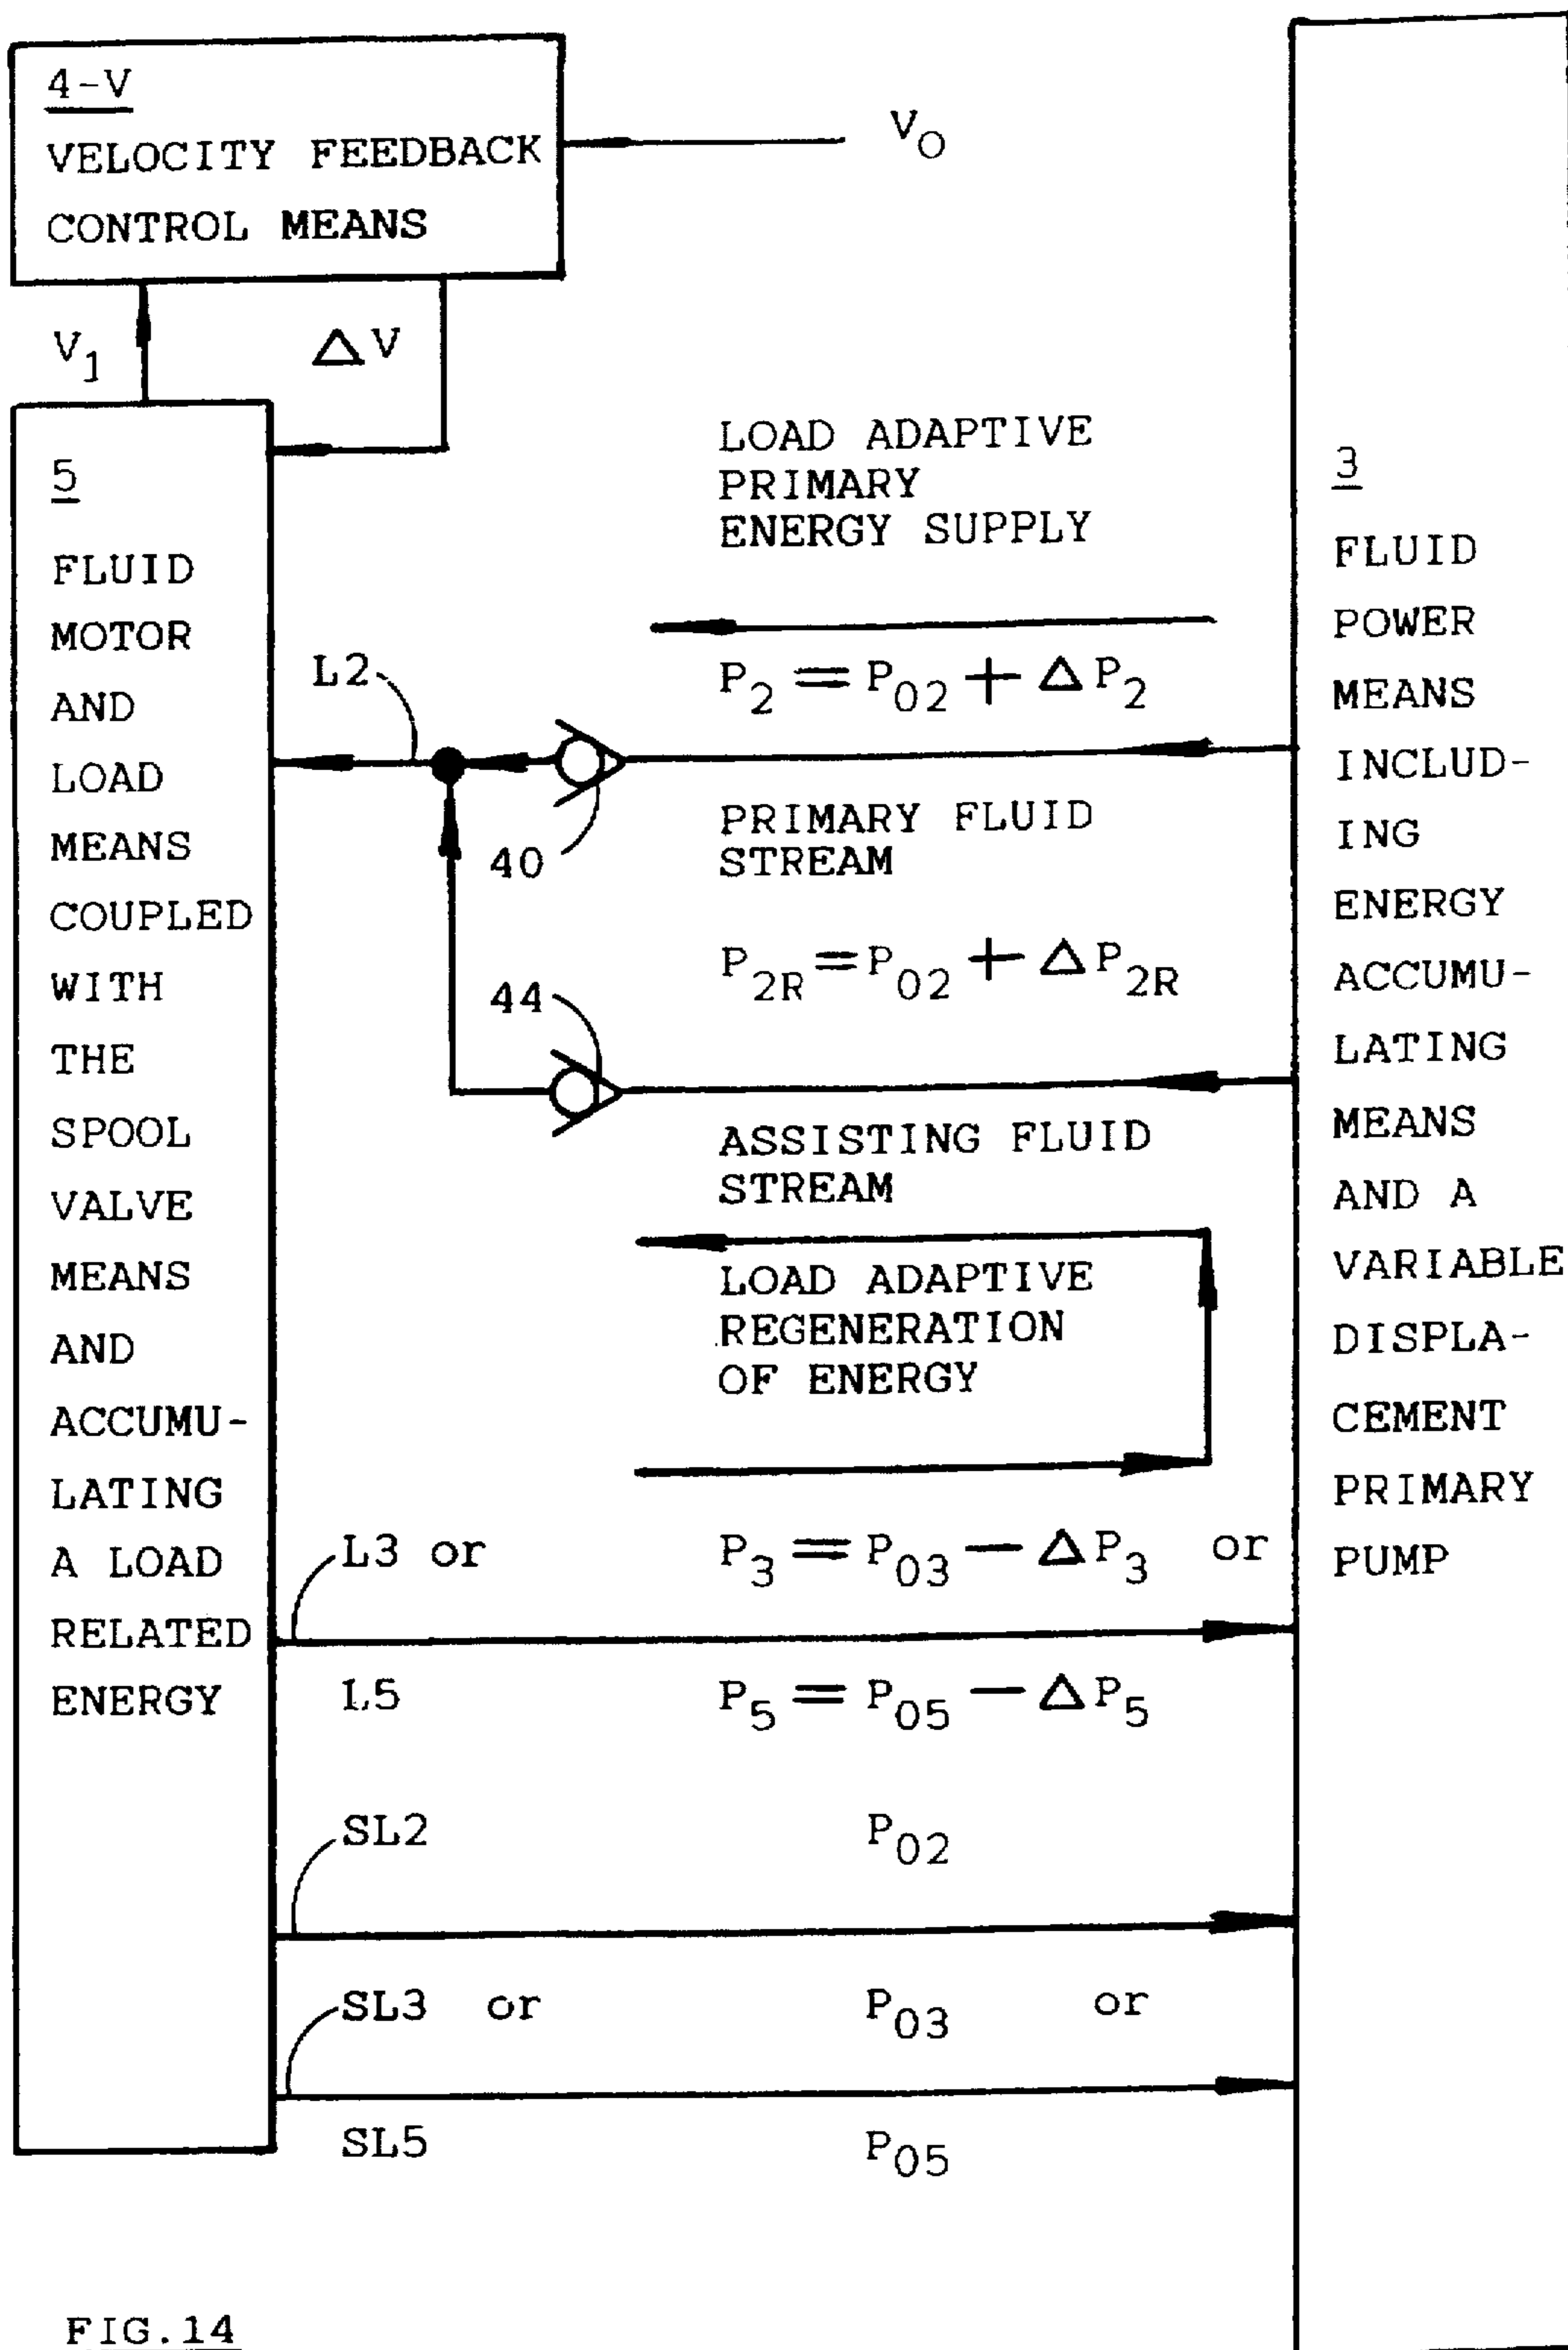 4-V
VELOCITY FEEDBACK
CONTROL MEANS
VO
V1
ΔV
5
FLUID
MOTOR
AND
LOAD
MEANS
COUPLED
WITH
THE
SPOOL
VALVE
MEANS
AND
ACCUMU-
LATING
A LOAD
RELATED
ENERGY
LOAD ADAPTIVE
PRIMARY
ENERGY SUPPLY
L2
P2 = P02 + ΔP2
40
PRIMARY FLUID
STREAM
P2R = P02 + ΔP2R
44
ASSISTING FLUID
STREAM
LOAD ADAPTIVE
REGENERATION
OF ENERGY
L3 or
P3 = P03 − ΔP3 or
L5
P5 = P05 − ΔP5
SL2
P02
SL3 or
P03 or
SL5
P05
3
FLUID
POWER
MEANS
INCLUD-
ING
ENERGY
ACCUMU-
LATING
MEANS
AND A
VARIABLE
DISPLA-
CEMENT
PRIMARY
PUMP
FIG.14